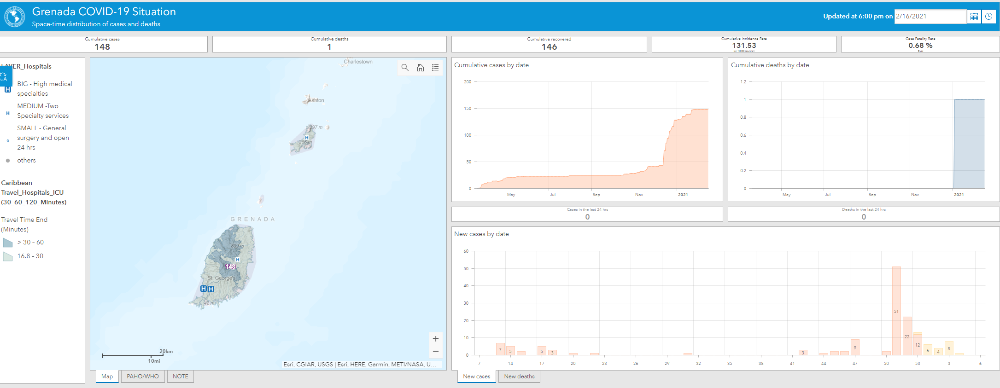 Grenada COVID-19 Situation
Space-time distribution of cases and deaths
Updated at 6:00 pm on 2/16/2021
Cumulative cases
148
Cumulative deaths
1
Cumulative recovered
146
Cumulative Incidence Rate
131.53
(per 100,000 population)
Case Fatality Rate
0.68 %
LAYER_Hospitals
BIG - High medical
specialties
MEDIUM -Two
Specialty services
SMALL - General
surgery and open
24 hrs
others
Caribbean
Travel_Hospitals_ICU
(30_60_120_Minutes)
Travel Time End
(Minutes)
> 30 – 60
16.8 – 30
Charlestown
Ashton
297 m
H
266 m
GRENADA
809 m
H
148
St. George's
H H
42 m
20km
10mi
Esri, CGIAR, USGS | Esri, HERE, Garmin, METI/NASA, U...
Map
PAHO/WHO
NOTE
Cumulative cases by date
200
150
100
50
0
May Jul Sep Nov 2021
Cumulative deaths by date
1.2
1
0.8
0.6
0.4
0.2
0
May Jul Sep Nov 2021
Cases in the last 24 hrs
0
Deaths in the last 24 hrs
0
New cases by date
60
50
40
30
20
10
0
7 5 5 3 3 9 51 22 12 6 4 8
7 14 17 20 23 26 29 32 35 38 41 44 47 50 53 3 6
New cases
New deaths